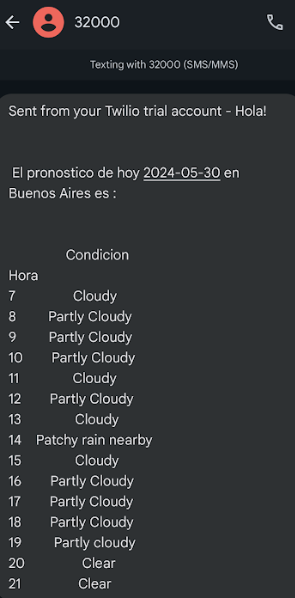 32000
Texting with 32000 (SMS/MMS)
Sent from your Twilio trial account - Hola!
El pronostico de hoy 2024-05-30 en
Buenos Aires es :
Condicion
Hora
7 Cloudy
8 Partly Cloudy
9 Partly Cloudy
10 Partly Cloudy
11 Cloudy
12 Partly Cloudy
13 Cloudy
14 Patchy rain nearby
15 Cloudy
16 Partly Cloudy
17 Partly Cloudy
18 Partly Cloudy
19 Partly cloudy
20 Clear
21 Clear